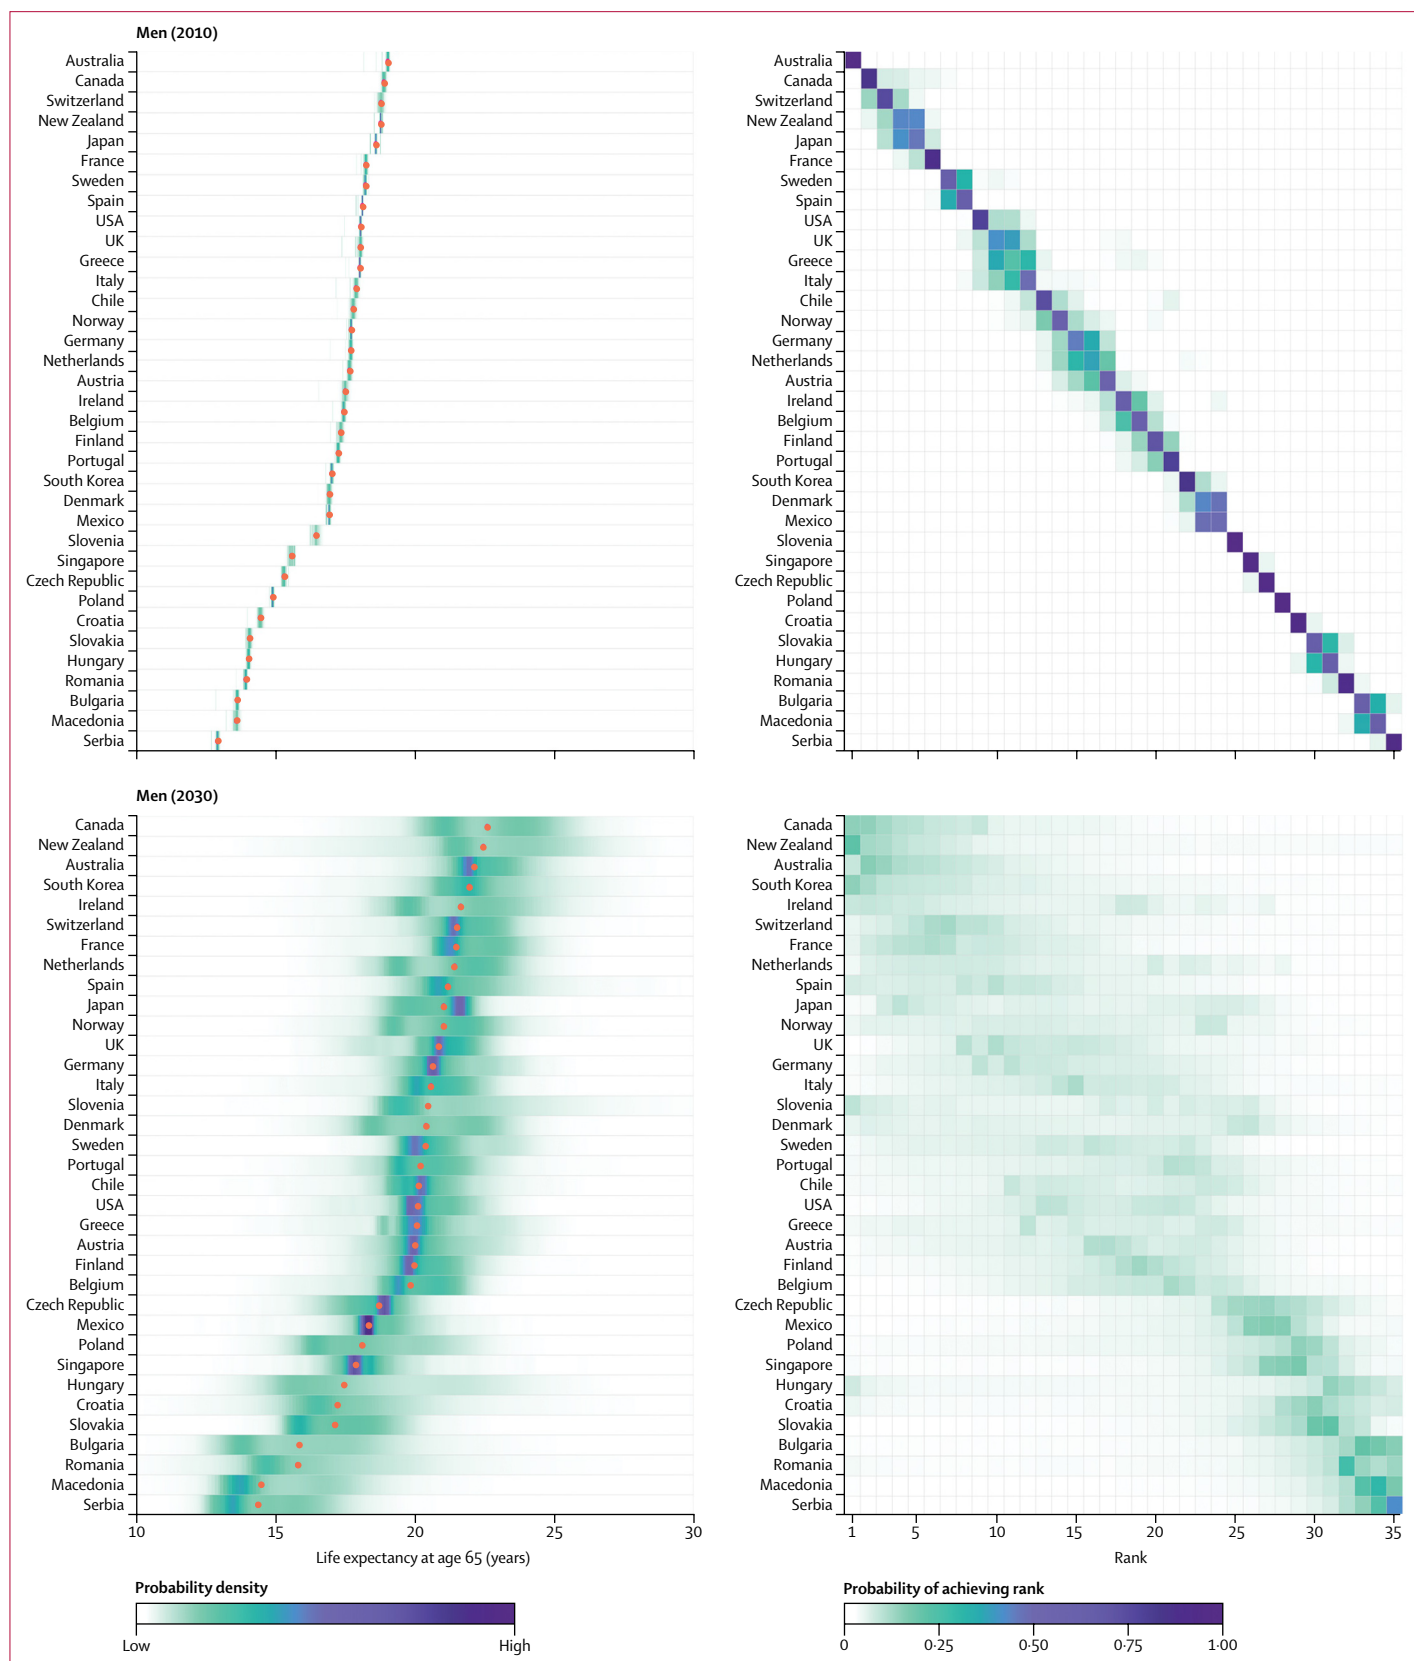 Men (2010)
Australia
Canada
Switzerland
New Zealand
Japan
France
Sweden
Spain
USA
UK
Greece
Italy
Chile
Norway
Germany
Netherlands
Austria
Ireland
Belgium
Finland
Portugal
South Korea
Denmark
Mexico
Slovenia
Singapore
Czech Republic
Poland
Croatia
Slovakia
Hungary
Romania
Bulgaria
Macedonia
Serbia
Australia
Canada
Switzerland
New Zealand
Japan
France
Sweden
Spain
USA
UK
Greece
Italy
Chile
Norway
Germany
Netherlands
Austria
Ireland
Belgium
Finland
Portugal
South Korea
Denmark
Mexico
Slovenia
Singapore
Czech Republic
Poland
Croatia
Slovakia
Hungary
Romania
Bulgaria
Macedonia
Serbia
Men (2030)
Canada
New Zealand
Australia
South Korea
Ireland
Switzerland
France
Netherlands
Spain
Japan
Norway
UK
Germany
Italy
Slovenia
Denmark
Sweden
Portugal
Chile
USA
Greece
Austria
Finland
Belgium
Czech Republic
Mexico
Poland
Singapore
Hungary
Croatia
Slovakia
Bulgaria
Romania
Macedonia
Serbia
10 15 20 25 30
Life expectancy at age 65 (years)
Canada
New Zealand
Australia
South Korea
Ireland
Switzerland
France
Netherlands
Spain
Japan
Norway
UK
Germany
Italy
Slovenia
Denmark
Sweden
Portugal
Chile
USA
Greece
Austria
Finland
Belgium
Czech Republic
Mexico
Poland
Singapore
Hungary
Croatia
Slovakia
Bulgaria
Romania
Macedonia
Serbia
1 5 10 15 20 25 30 35
Rank
Probability density
Low High
Probability of achieving rank
0 0·25 0·50 0·75 1·00